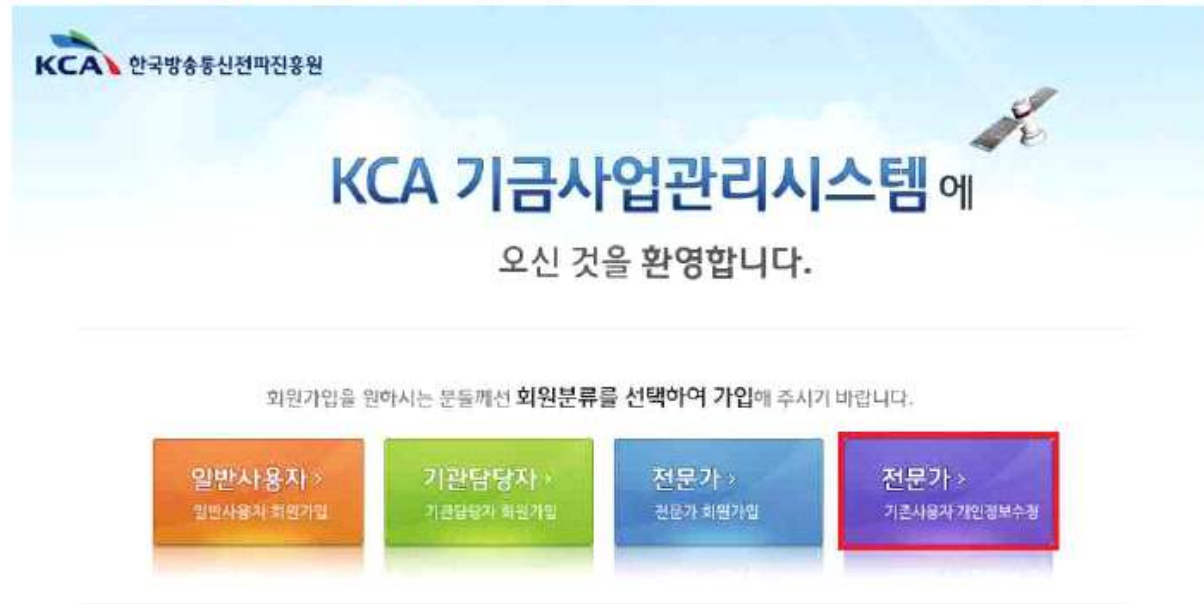 KCA 한국방송통신전파진흥원
KCA 기금사업관리시스템 에
오신 것을 환영합니다.
회원가입을 원하시는 분들께선 회원분류를 선택하여 가입해 주시기 바랍니다.
일반사용자 > 기관담당자 > 전문가 > 전문가 >
일반사용자 회원가입 기관담당자 회원가입 전문가 회원가입 기존사용자 개인정보수정